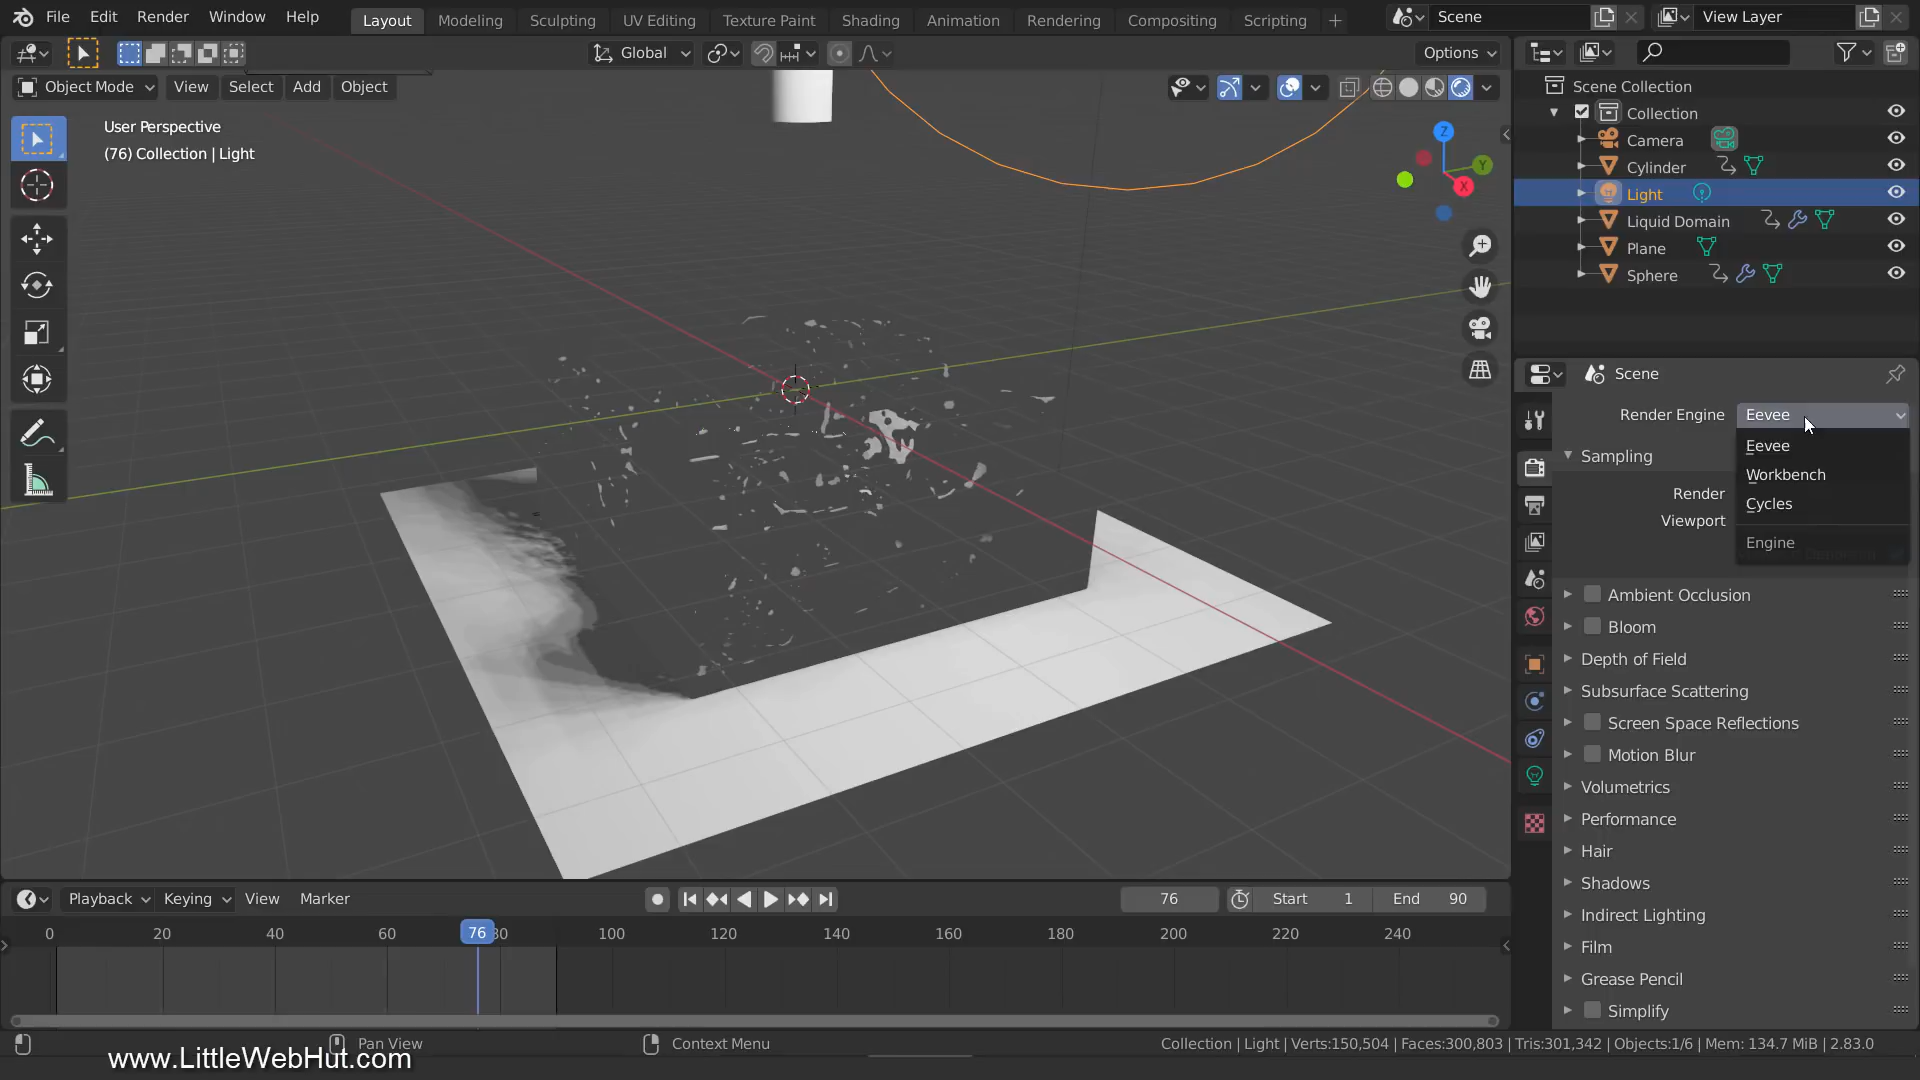 File Edit Render Window Help Layout Modeling Sculpting UV Editing Texture Paint Shading Animation Rendering Compositing Scripting + Scene View Layer
Global Options
Object Mode View Select Add Object
User Perspective
(76) Collection | Light
Z
Y
X
Scene Collection
Collection
Camera
Cylinder
Light
Liquid Domain
Plane
Sphere
Scene
Render Engine Eevee
Eevee
Workbench
Cycles
Engine
Sampling
Render
Viewport
Ambient Occlusion
Bloom
Depth of Field
Subsurface Scattering
Screen Space Reflections
Motion Blur
Volumetrics
Performance
Hair
Shadows
Indirect Lighting
Film
Grease Pencil
Simplify
Playback Keying View Marker 76 Start 1 End 90
0 20 40 60 76 80 100 120 140 160 180 200 220 240
Pan View Context Menu Collection | Light | Verts:150,504 | Faces:300,803 | Tris:301,342 | Objects:1/6 | Mem: 134.7 MiB | 2.83.0
www.LittleWebHut.com